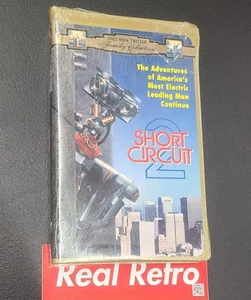 COLUMBIA TRISTAR
Family Collection
The Adventures
of America's
Most Electric
Leading Man
Continue
SHORT
CIRCUIT
2
Real Retro